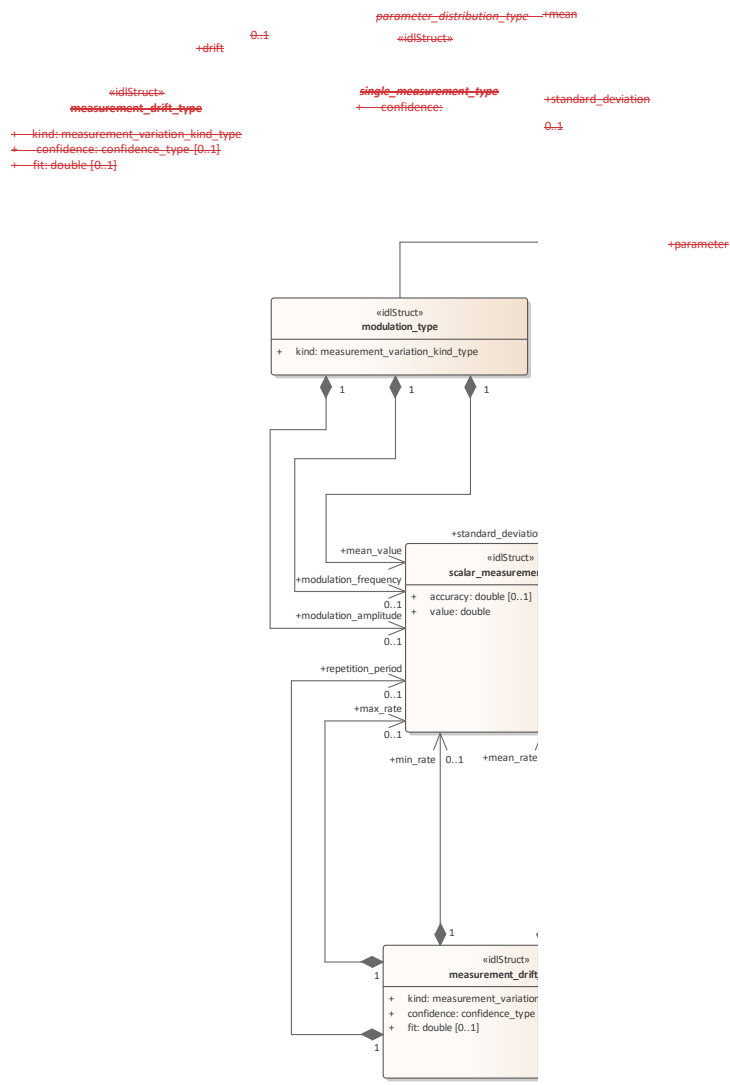 parameter_distribution_type +mean
0..1
«idlStruct»
+drift
«idlStruct»
single_measurement_type
measurement_drift_type
+ confidence:
+standard_deviation
0..1
+ kind: measurement_variation_kind_type
+ confidence: confidence_type [0..1]
+ fit: double [0..1]
+parameter
«idlStruct»
modulation_type
+ kind: measurement_variation_kind_type
1
1
1
+standard_deviatio
+mean_value
«idlStruct»
scalar_measuremen
+modulation_frequency
0..1
+ accuracy: double [0..1]
+ value: double
+modulation_amplitude
0..1
+repetition_period
0..1
+max_rate
0..1
+min_rate
0..1
+mean_rate
1
«idlStruct»
measurement_drift_
1
+ kind: measurement_variation
+ confidence: confidence_type
+ fit: double [0..1]
1